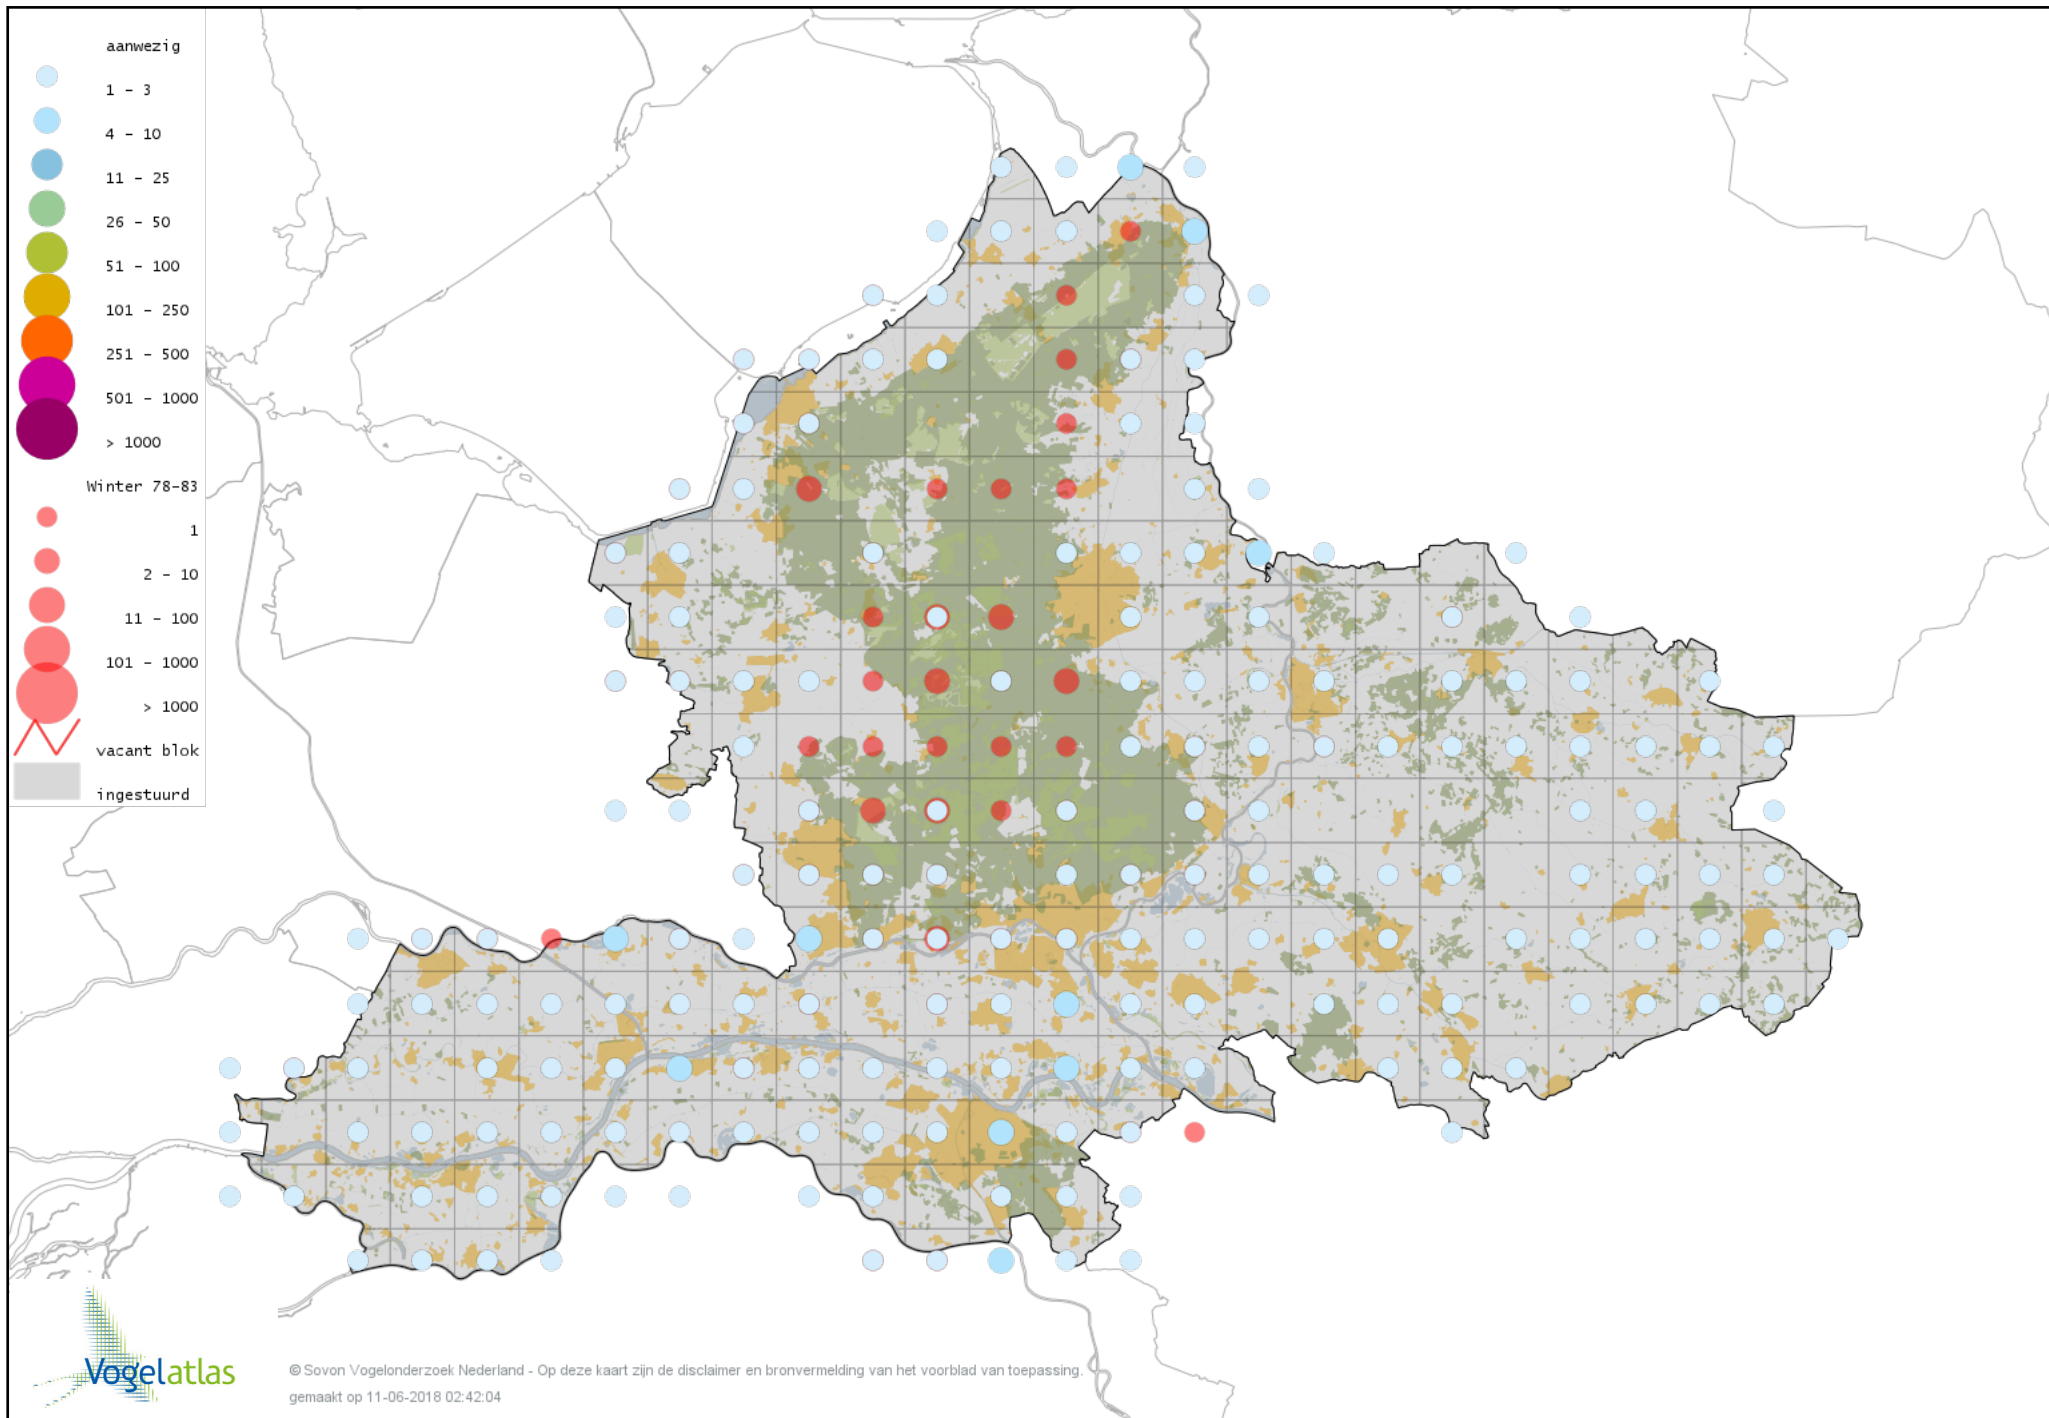 aanwezig
1 - 3
4 - 10
11 - 25
26 - 50
51 - 100
101 - 250
251 - 500
501 - 1000
> 1000
Winter 78-83
1
2 - 10
11 - 100
101 - 1000
> 1000
vacant blok
ingestuurd
Vogelatlas
© Sovon Vogelonderzoek Nederland - Op deze kaart zijn de disclaimer en bronvermelding van het voorblad van toepassing.
gemaakt op 11-06-2018 02:42:04